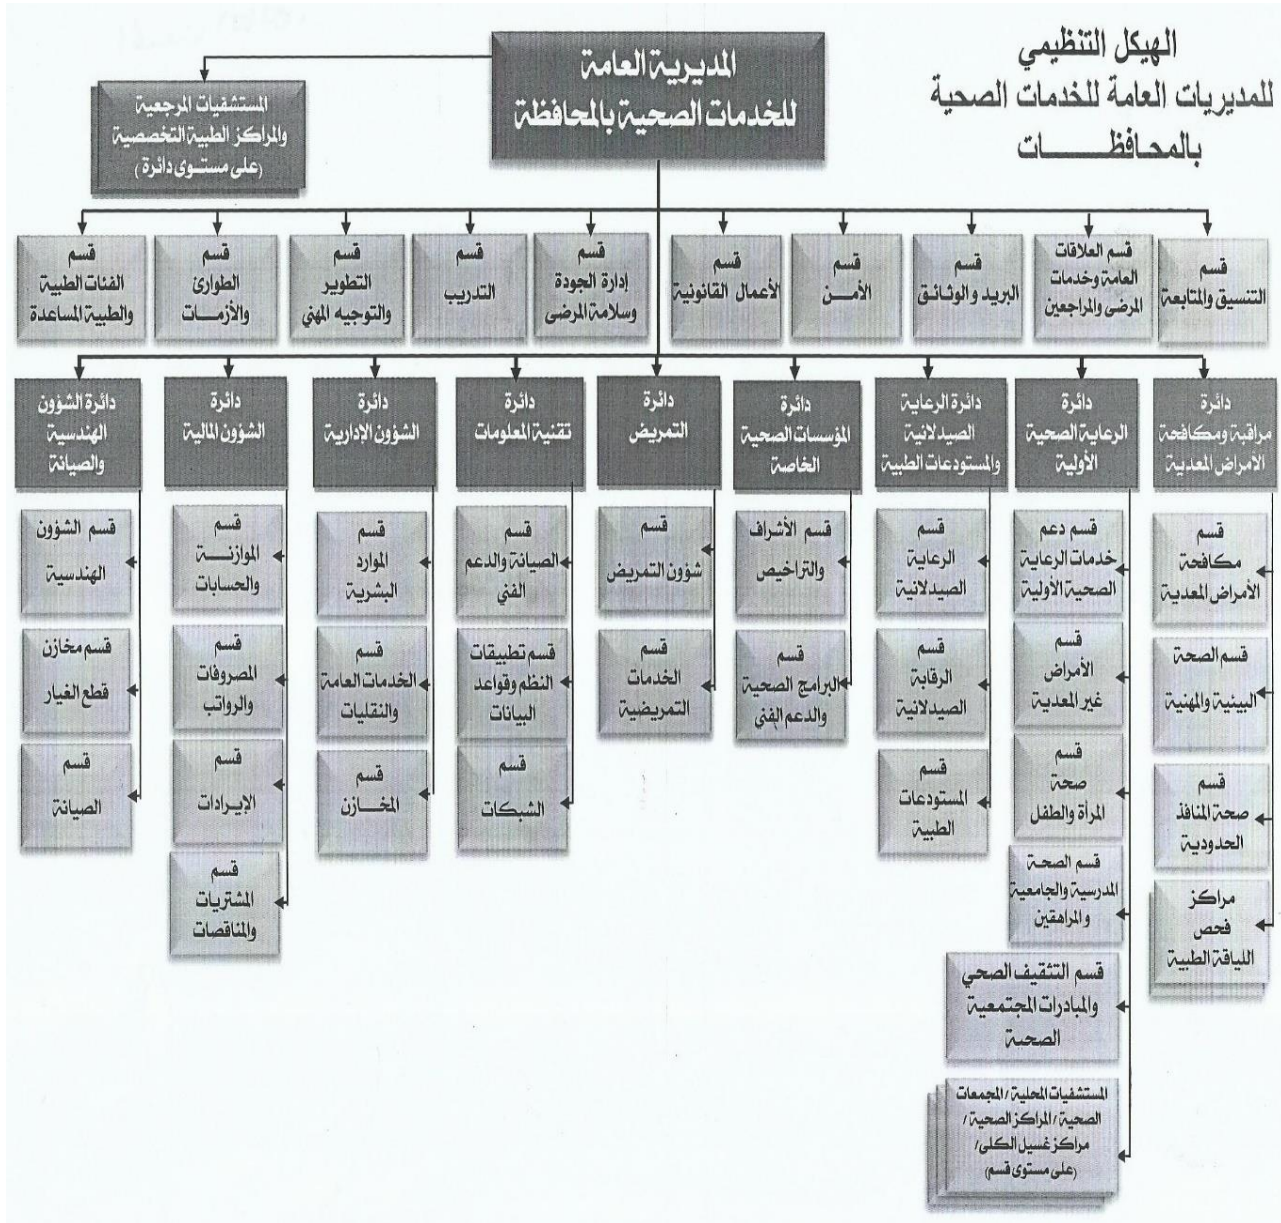 الهيكل التنظيمي
للمديريات العامة للخدمات الصحية
بالمحافظـــــات
المديرية العامة
للخدمات الصحية بالمحافظة
المستشفيات المرجعية
والمراكز الطبية التخصصية
(على مستوى دائرة)
قسم
التنسيق والمتابعة
قسم العلاقات
العامة وخدمات
المرضى والمراجعين
قسم
البريد والوثائق
قسم
الأمـن
قسم
الأعمال القانونية
قسم
إدارة الجودة
وسلامة المرضى
قسم
التدريب
قسم
التطوير
والتوجيه المهني
قسم
الطوارئ
والأزمـات
قسم
الفئات الطبية
والطبية المساعدة
دائرة
مراقبة ومكافحة
الأمراض المعدية
قسم
مكافحة
الأمراض المعدية
قسم الصحة
البيئية والمهنية
قسم
صحة المنافذ
الحدودية
مراكز
فحص
اللياقة الطبية
دائرة
الرعاية الصحية
الأولية
قسم دعم
خدمات الرعاية
الصحية الأولية
قسم
الأمراض
غير المعدية
قسم
صحة
المرأة والطفل
قسم الصحة
المدرسية والجامعية
و المراهقين
قسم التثقيف الصحي
والمبادرات المجتمعية
الصحية
المستشفيات المحلية / المجمعات
الصحية / المراكز الصحية /
مراكز غسيل الكلى /
(على مستوى قسم)
دائرة الرعاية
الصيدلانية
والمستودعات الطبية
قسم
الرعاية
الصيدلانية
قسم
الرقابة
الصيدلانية
قسم
المستودعات
الطبية
دائرة
المؤسسات الصحية
الخاصة
قسم الأشراف
والتراخيص
قسم
البرامج الصحية
والدعم الفني
دائرة
التمريض
قسم
شؤون التمريض
قسم
الخدمات
التمريضية
دائرة
تقنية المعلومات
قسم
الصيانة والدعم
الفني
قسم تطبيقات
النظم وقواعد
البيانات
قسم
الشبكات
دائرة
الشؤون الإدارية
قسم
الموارد
البشرية
قسم
الخدمات العامة
والنقليات
قسم
المخــازن
دائرة
الشؤون المالية
قسم
الموازنــــة
والحسابات
قسم
المصروفات
والرواتب
قسم
الإيرادات
قسم
المشتريات
والمناقصات
دائرة الشؤون
الهندسية
والصيانة
قسم الشؤون
الهندسية
قسم مخازن
قطع الغيار
قسم
الصيانة